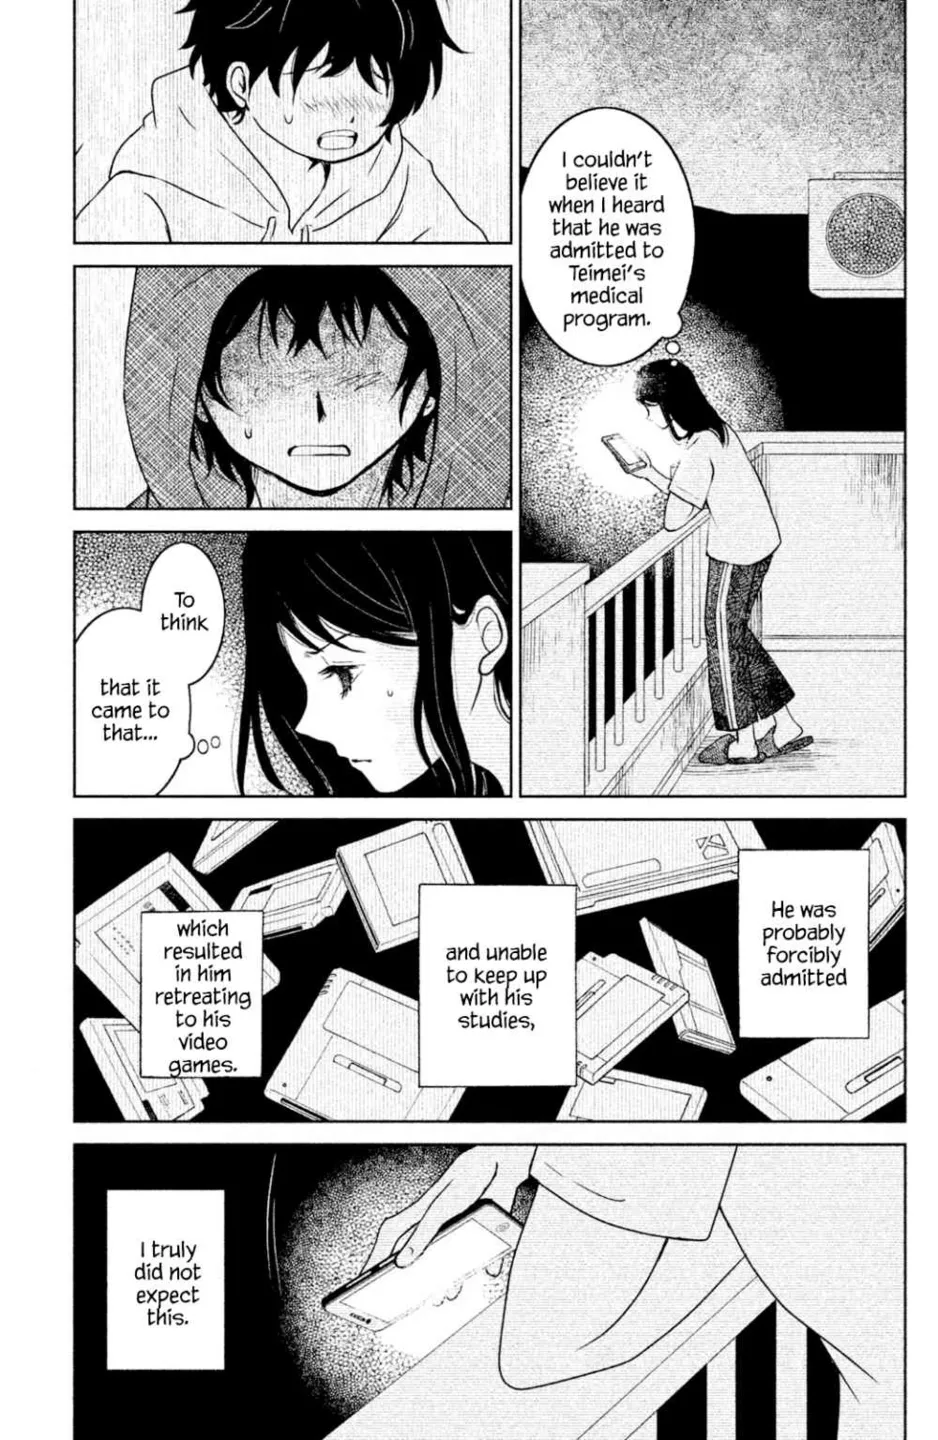 I couldn't
believe it
when I heard
that he was
admitted to
Teimei's
medical
program.
To
think
that it
came to
that...
He was
probably
forcibly
admitted
and unable
to keep up
with his
studies,
which
resulted
in him
retreating
to his
video
games.
I truly
did not
expect
this.